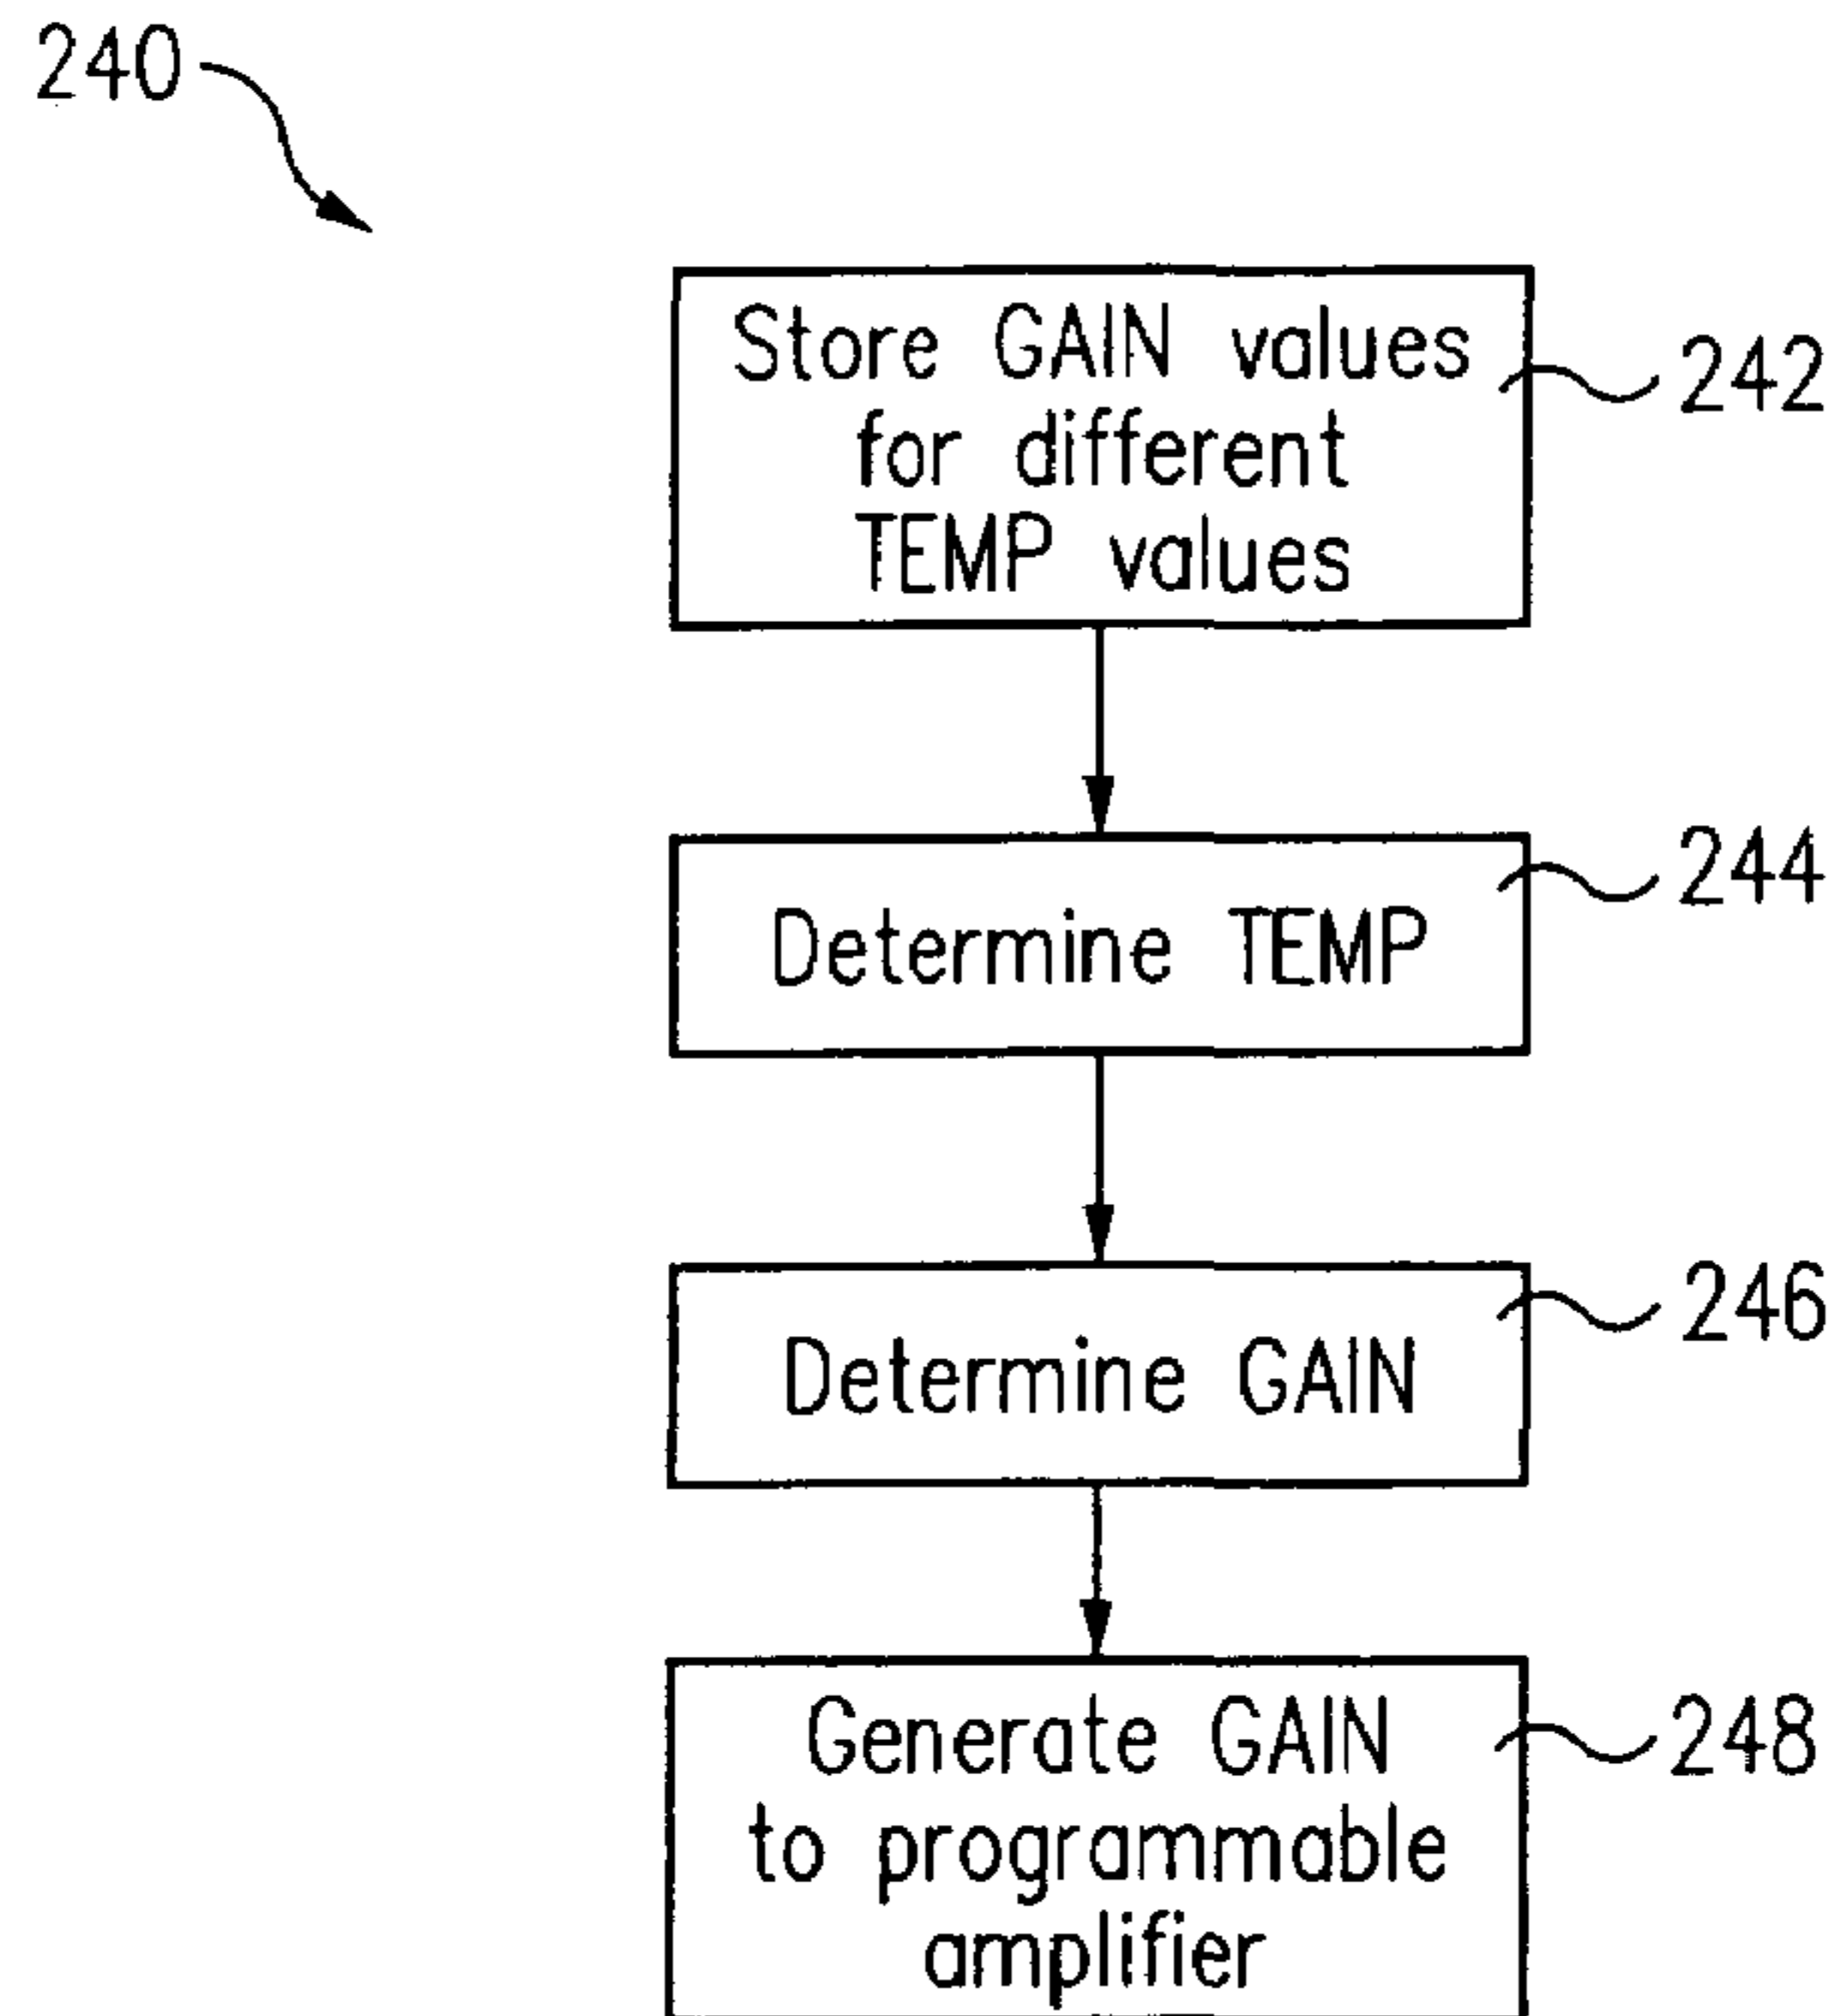 240
Store GAIN values
for different
TEMP values
242
Determine TEMP
244
Determine GAIN
246
Generate GAIN
to programmable
amplifier
248